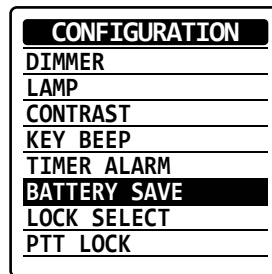 CONFIGURATION
DIMMER
LAMP
CONTRAST
KEY BEEP
TIMER ALARM
BATTERY SAVE
LOCK SELECT
PTT LOCK